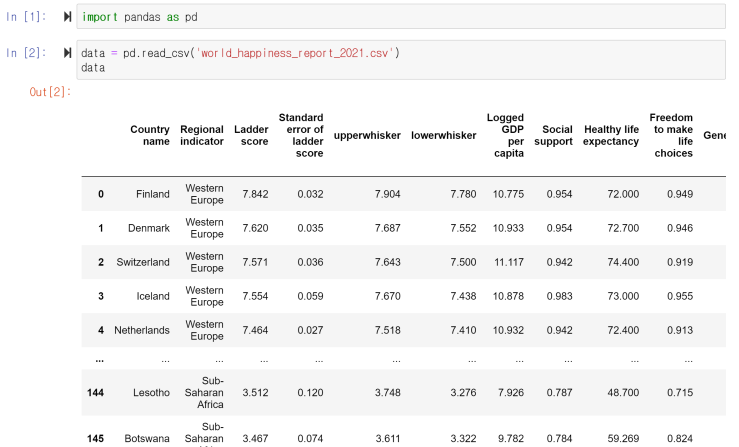 In [1]: import pandas as pd
In [2]: data = pd.read_csv('world_happiness_report_2021.csv')
data
Out[2]:
Country name Regional indicator Ladder score Standard error of ladder score upperwhisker lowerwhisker Logged GDP per capita Social support Healthy life expectancy Freedom to make life choices Gene
0 Finland Western Europe 7.842 0.032 7.904 7.780 10.775 0.954 72.000 0.949
1 Denmark Western Europe 7.620 0.035 7.687 7.552 10.933 0.954 72.700 0.946
2 Switzerland Western Europe 7.571 0.036 7.643 7.500 11.117 0.942 74.400 0.919
3 Iceland Western Europe 7.554 0.059 7.670 7.438 10.878 0.983 73.000 0.955
4 Netherlands Western Europe 7.464 0.027 7.518 7.410 10.932 0.942 72.400 0.913
... ... ... ... ... ... ... ... ... ... ...
144 Lesotho Sub-Saharan Africa 3.512 0.120 3.748 3.276 7.926 0.787 48.700 0.715
145 Botswana Sub-Saharan 3.467 0.074 3.611 3.322 9.782 0.784 59.269 0.824